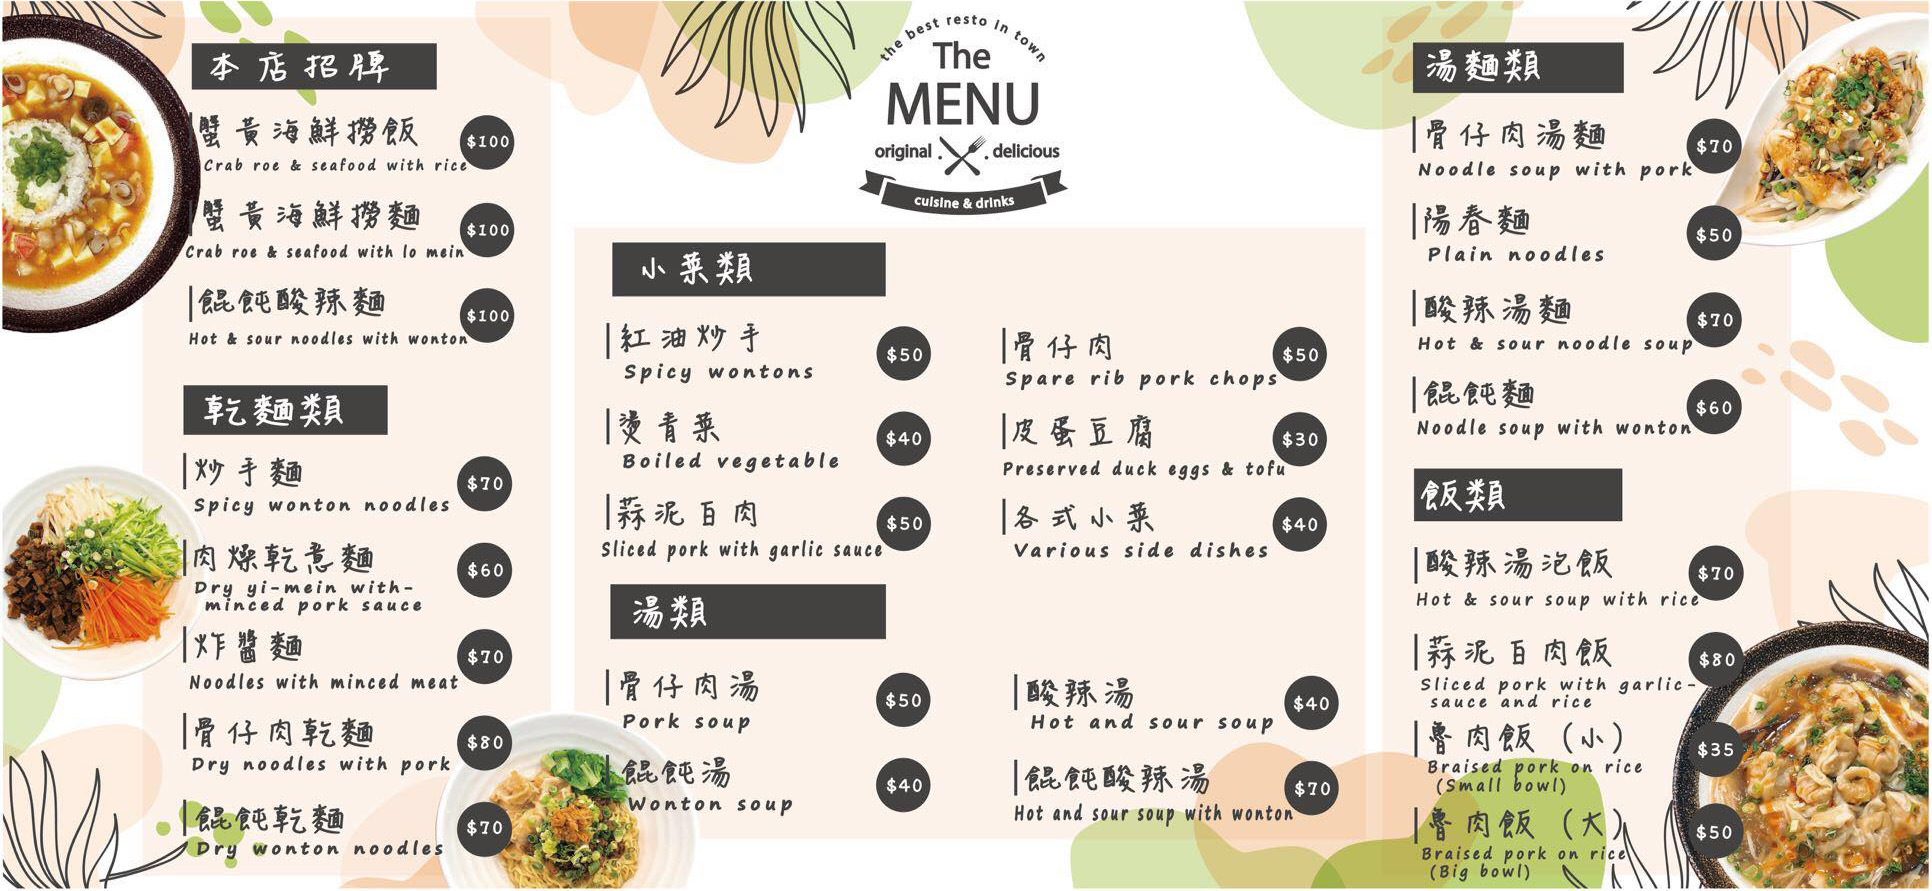 the best resto in town
The
MENU
original . . delicious
cuisine & drinks
本店招牌
蟹黃海鮮撈飯
$100
Crab roe & seafood with rice
蟹黃海鮮撈麵
$100
Crab roe & seafood with lo mein
餛飩酸辣麵
$100
Hot & sour noodles with wonton
乾麵類
炒手麵
$70
Spicy wonton noodles
肉燥乾意麵
$60
Dry yi-mein with-
minced pork sauce
炸醬麵
$70
Noodles with minced meat
骨仔肉乾麵
$80
Dry noodles with pork
餛飩乾麵
$70
Dry wonton noodles
小菜類
紅油炒手
$50
Spicy wontons
燙青菜
$40
Boiled vegetable
蒜泥白肉
$50
Sliced pork with garlic sauce
骨仔肉
$50
Spare rib pork chops
皮蛋豆腐
$30
Preserved duck eggs & tofu
各式小菜
$40
Various side dishes
湯類
骨仔肉湯
$50
Pork soup
餛飩湯
$40
Wonton soup
酸辣湯
$40
Hot and sour soup
餛飩酸辣湯
$70
Hot and sour soup with wonton
湯麵類
骨仔肉湯麵
$70
Noodle soup with pork
陽春麵
$50
Plain noodles
酸辣湯麵
$70
Hot & sour noodle soup
餛飩麵
$60
Noodle soup with wonton
飯類
酸辣湯泡飯
$70
Hot & sour soup with rice
蒜泥白肉飯
$80
Sliced pork with garlic-
sauce and rice
魯肉飯（小）
$35
Braised pork on rice
(Small bowl)
魯肉飯（大）
$50
Braised pork on rice
(Big bowl)